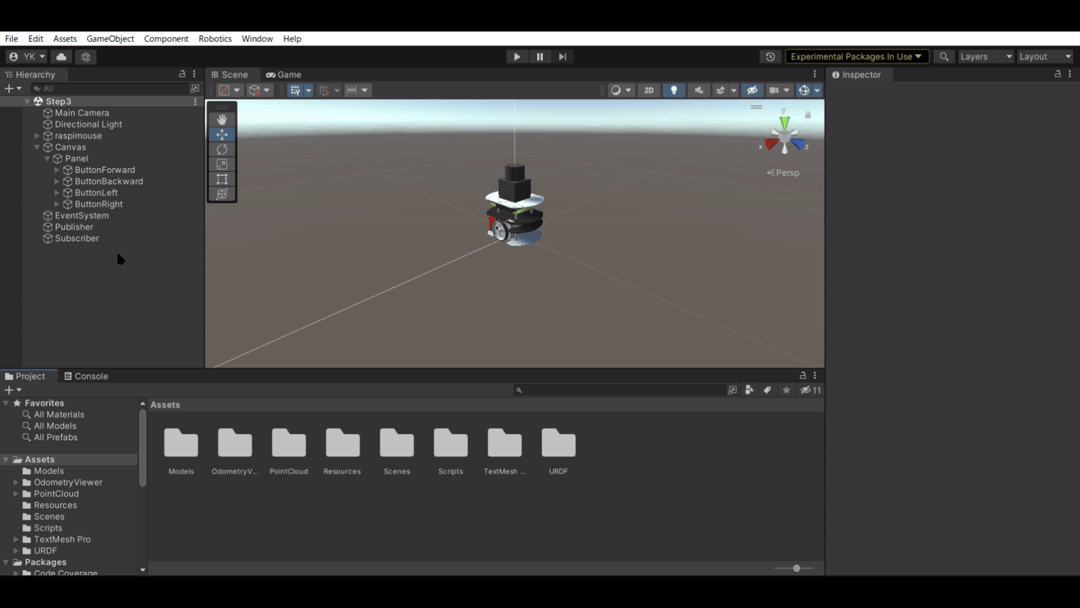 File Edit Assets GameObject Component Robotics Window Help
YK Experimental Packages In Use Layers Layout
Hierarchy Scene Game Inspector
All 2D
Step3
Main Camera
Directional Light
raspimouse
Canvas
Panel
ButtonForward
ButtonBackward
ButtonLeft
ButtonRight
EventSystem
Publisher
Subscriber
y
x z
Persp
Project Console
11
Favorites
All Materials
All Models
All Prefabs
Assets
Models
OdometryViewer
PointCloud
Resources
Scenes
Scripts
TextMesh Pro
URDF
Packages
Code Coverage
Assets
Models OdometryV... PointCloud Resources Scenes Scripts TextMesh ... URDF